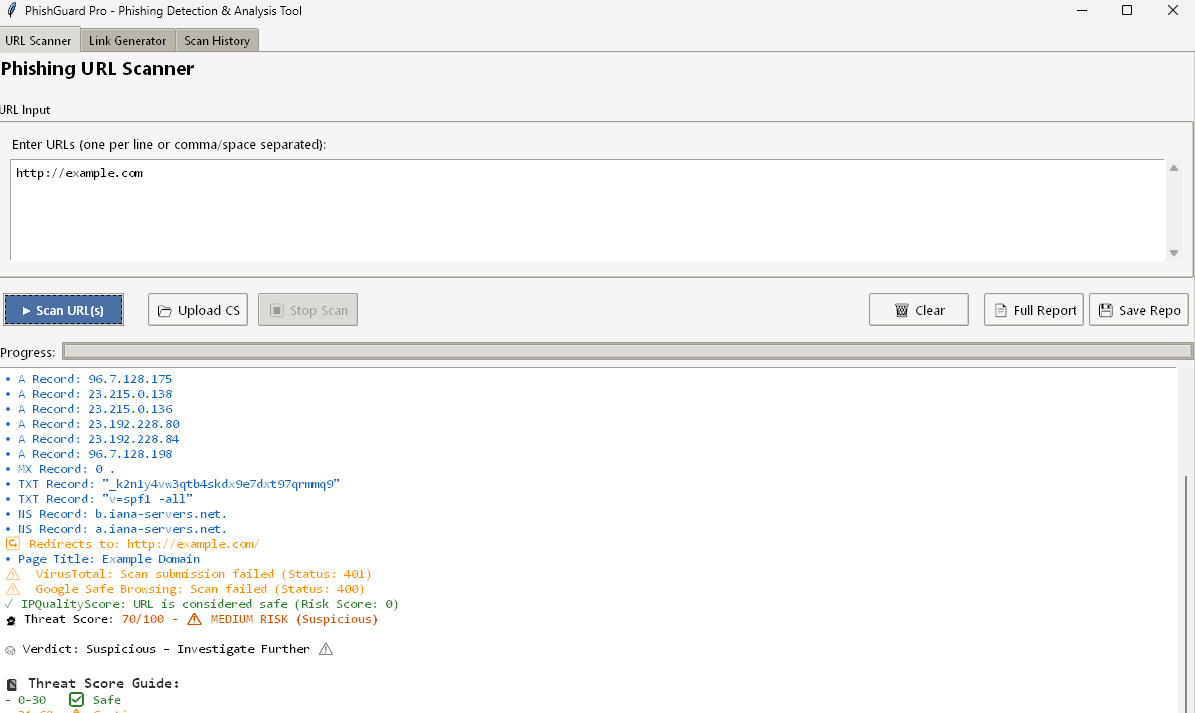 PhishGuard Pro - Phishing Detection & Analysis Tool
URL Scanner Link Generator Scan History
Phishing URL Scanner
URL Input
Enter URLs (one per line or comma/space separated):
http://example.com
▶ Scan URL(s) Upload CS Stop Scan Clear Full Report Save Repo
Progress:
• A Record: 96.7.128.175
• A Record: 23.215.0.138
• A Record: 23.215.0.136
• A Record: 23.192.228.80
• A Record: 23.192.228.84
• A Record: 96.7.128.198
• MX Record: 0 .
• TXT Record: "_k2n1y4vw3qtb4skdx9e7dxt97qrmmq9"
• TXT Record: "v=spf1 -all"
• NS Record: b.iana-servers.net.
• NS Record: a.iana-servers.net.
Redirects to: http://example.com/
• Page Title: Example Domain
⚠ VirusTotal: Scan submission failed (Status: 401)
⚠ Google Safe Browsing: Scan failed (Status: 400)
✓ IPQualityScore: URL is considered safe (Risk Score: 0)
Threat Score: 70/100 - ⚠ MEDIUM RISK (Suspicious)
Verdict: Suspicious - Investigate Further ⚠
Threat Score Guide:
- 0-30 ✅ Safe